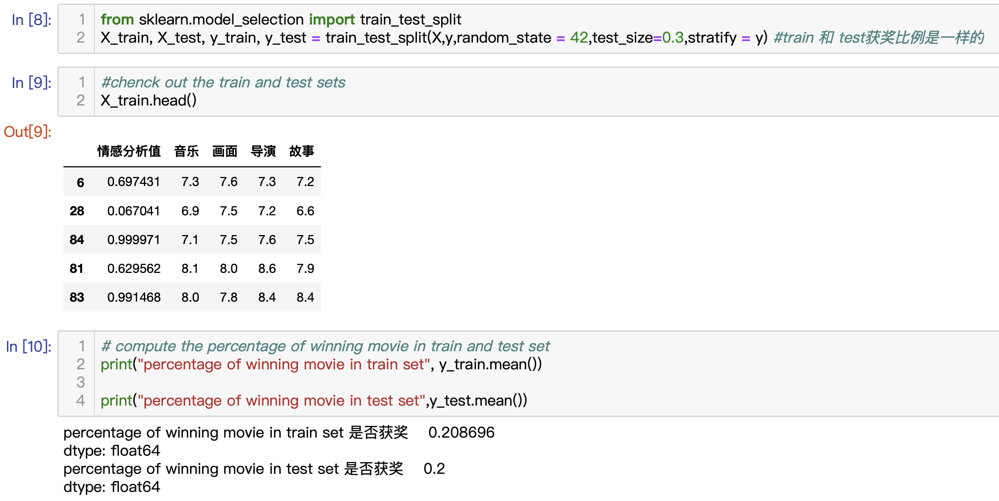 In [8]:
1 from sklearn.model_selection import train_test_split
2 X_train, X_test, y_train, y_test = train_test_split(X,y,random_state = 42,test_size=0.3,stratify = y) #train 和 test获奖比例是一样的
In [9]:
1 #chenck out the train and test sets
2 X_train.head()
Out[9]:
情感分析值 音乐 画面 导演 故事
6 0.697431 7.3 7.6 7.3 7.2
28 0.067041 6.9 7.5 7.2 6.6
84 0.999971 7.1 7.5 7.6 7.5
81 0.629562 8.1 8.0 8.6 7.9
83 0.991468 8.0 7.8 8.4 8.4
In [10]:
1 # compute the percentage of winning movie in train and test set
2 print("percentage of winning movie in train set", y_train.mean())
3
4 print("percentage of winning movie in test set",y_test.mean())
percentage of winning movie in train set 是否获奖 0.208696
dtype: float64
percentage of winning movie in test set 是否获奖 0.2
dtype: float64